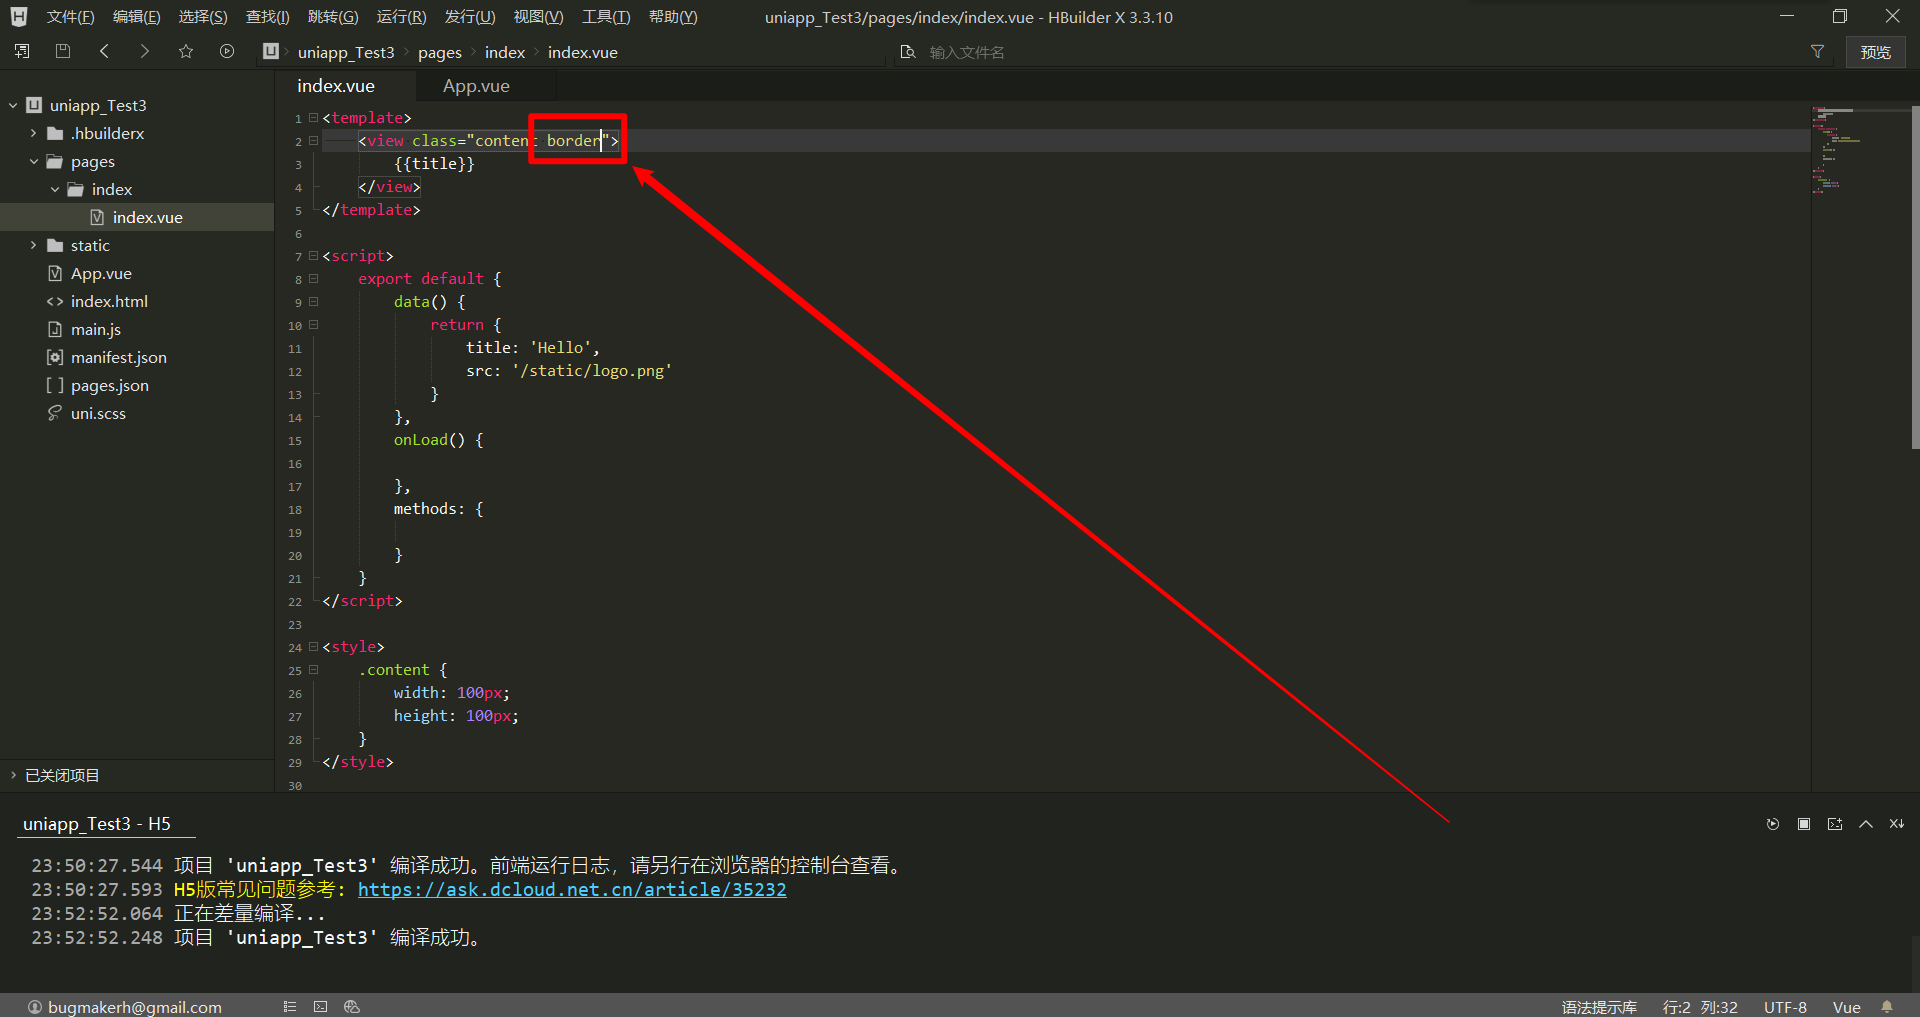 文件(F) 编辑(E) 选择(S) 查找(I) 跳转(G) 运行(R) 发行(U) 视图(V) 工具(T) 帮助(Y) uniapp_Test3/pages/index/index.vue - HBuilder X 3.3.10
uniapp_Test3 pages index index.vue 输入文件名 预览
index.vue App.vue
uniapp_Test3
.hbuilderx
pages
index
index.vue
static
App.vue
index.html
main.js
manifest.json
pages.json
uni.scss
已关闭项目
1 <template>
2 <view class="content border">
3 {{title}}
4 </view>
5 </template>
6
7 <script>
8 export default {
9 data() {
10 return {
11 title: 'Hello',
12 src: '/static/logo.png'
13 }
14 },
15 onLoad() {
16
17 },
18 methods: {
19
20 }
21 }
22 </script>
23
24 <style>
25 .content {
26 width: 100px;
27 height: 100px;
28 }
29 </style>
30
uniapp_Test3 - H5
23:50:27.544 项目 'uniapp_Test3' 编译成功。前端运行日志，请另行在浏览器的控制台查看。
23:50:27.593 H5版常见问题参考: https://ask.dcloud.net.cn/article/35232
23:52:52.064 正在差量编译...
23:52:52.248 项目 'uniapp_Test3' 编译成功。
bugmakerh@gmail.com 语法提示库 行:2 列:32 UTF-8 Vue